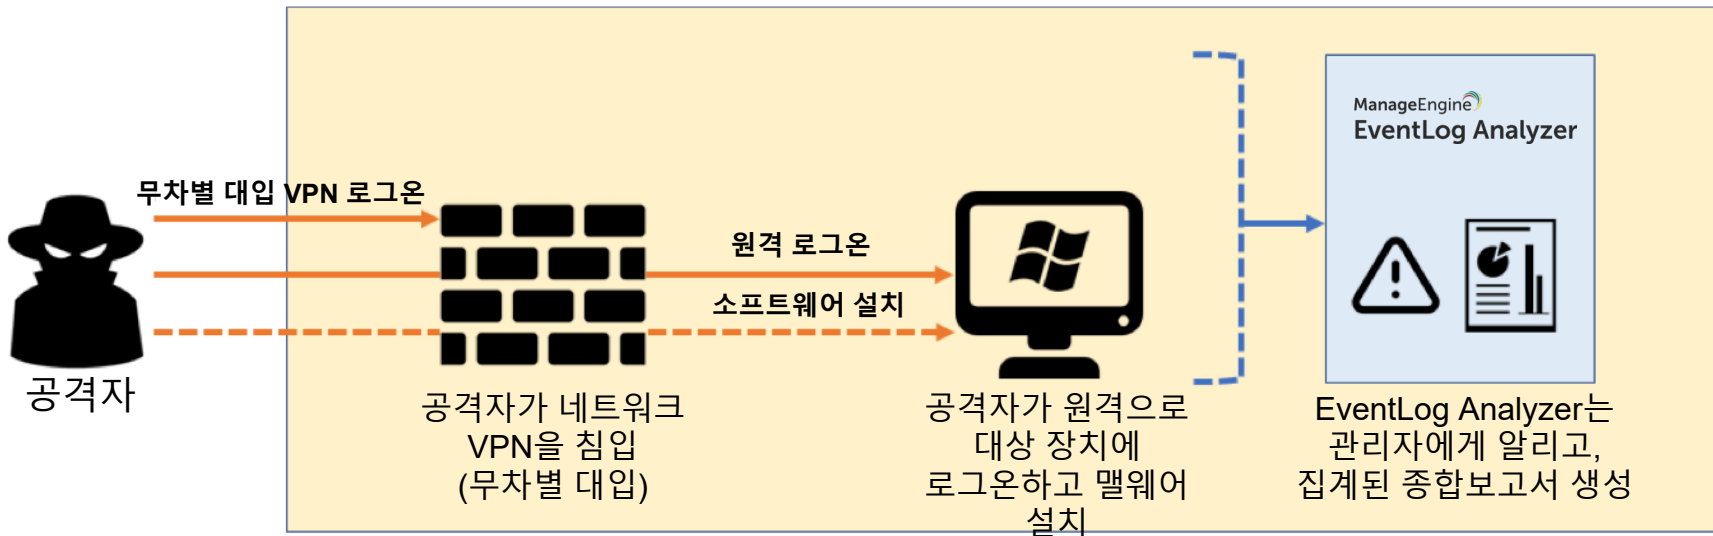 ManageEngine
EventLog Analyzer
무차별 대입 VPN 로그온
원격 로그온
소프트웨어 설치
공격자
공격자가 네트워크
VPN을 침입
(무차별 대입)
공격자가 원격으로
대상 장치에
로그온하고 맬웨어
설치
EventLog Analyzer는
관리자에게 알리고,
집계된 종합보고서 생성